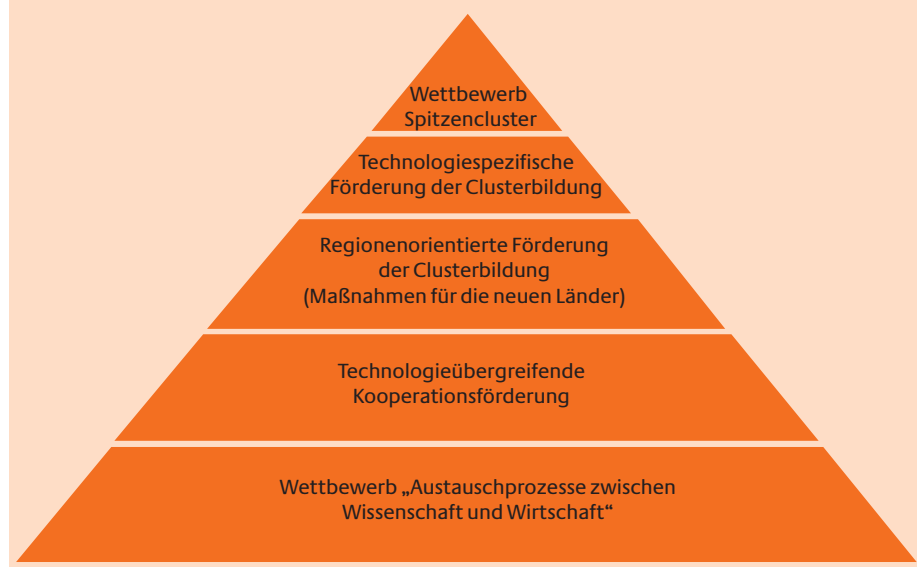 Wettbewerb
Spitzencluster
Technologiespezifische
Förderung der Clusterbildung
Regionenorientierte Förderung
der Clusterbildung
(Maßnahmen für die neuen Länder)
Technologieübergreifende
Kooperationsförderung
Wettbewerb „Austauschprozesse zwischen
Wissenschaft und Wirtschaft“